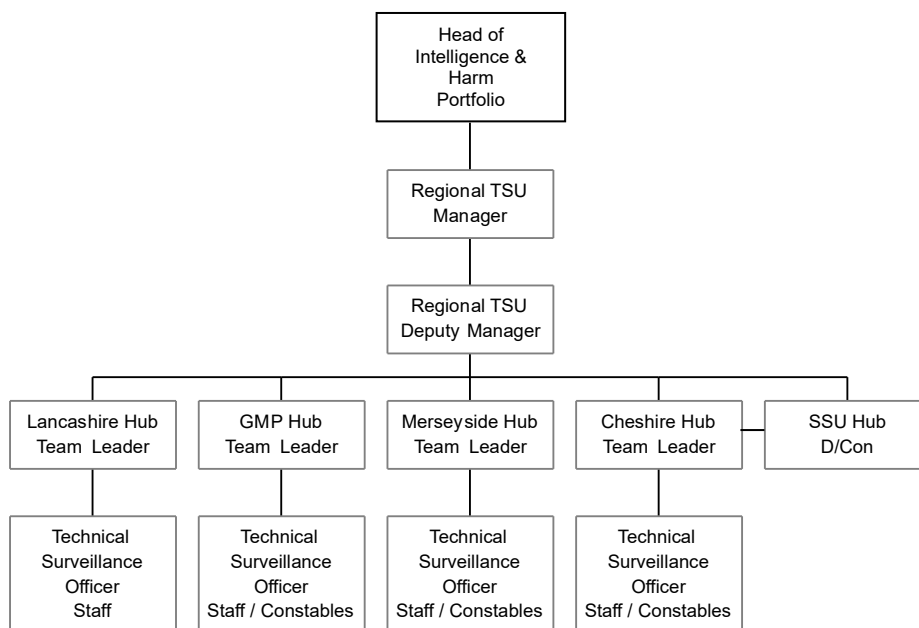 Head of
Intelligence &
Harm
Portfolio
Regional TSU
Manager
Regional TSU
Deputy Manager
Lancashire Hub
Team Leader
GMP Hub
Team Leader
Merseyside Hub
Team Leader
Cheshire Hub
Team Leader
SSU Hub
D/Con
Technical
Surveillance
Officer
Staff
Technical
Surveillance
Officer
Staff / Constables
Technical
Surveillance
Officer
Staff / Constables
Technical
Surveillance
Officer
Staff / Constables